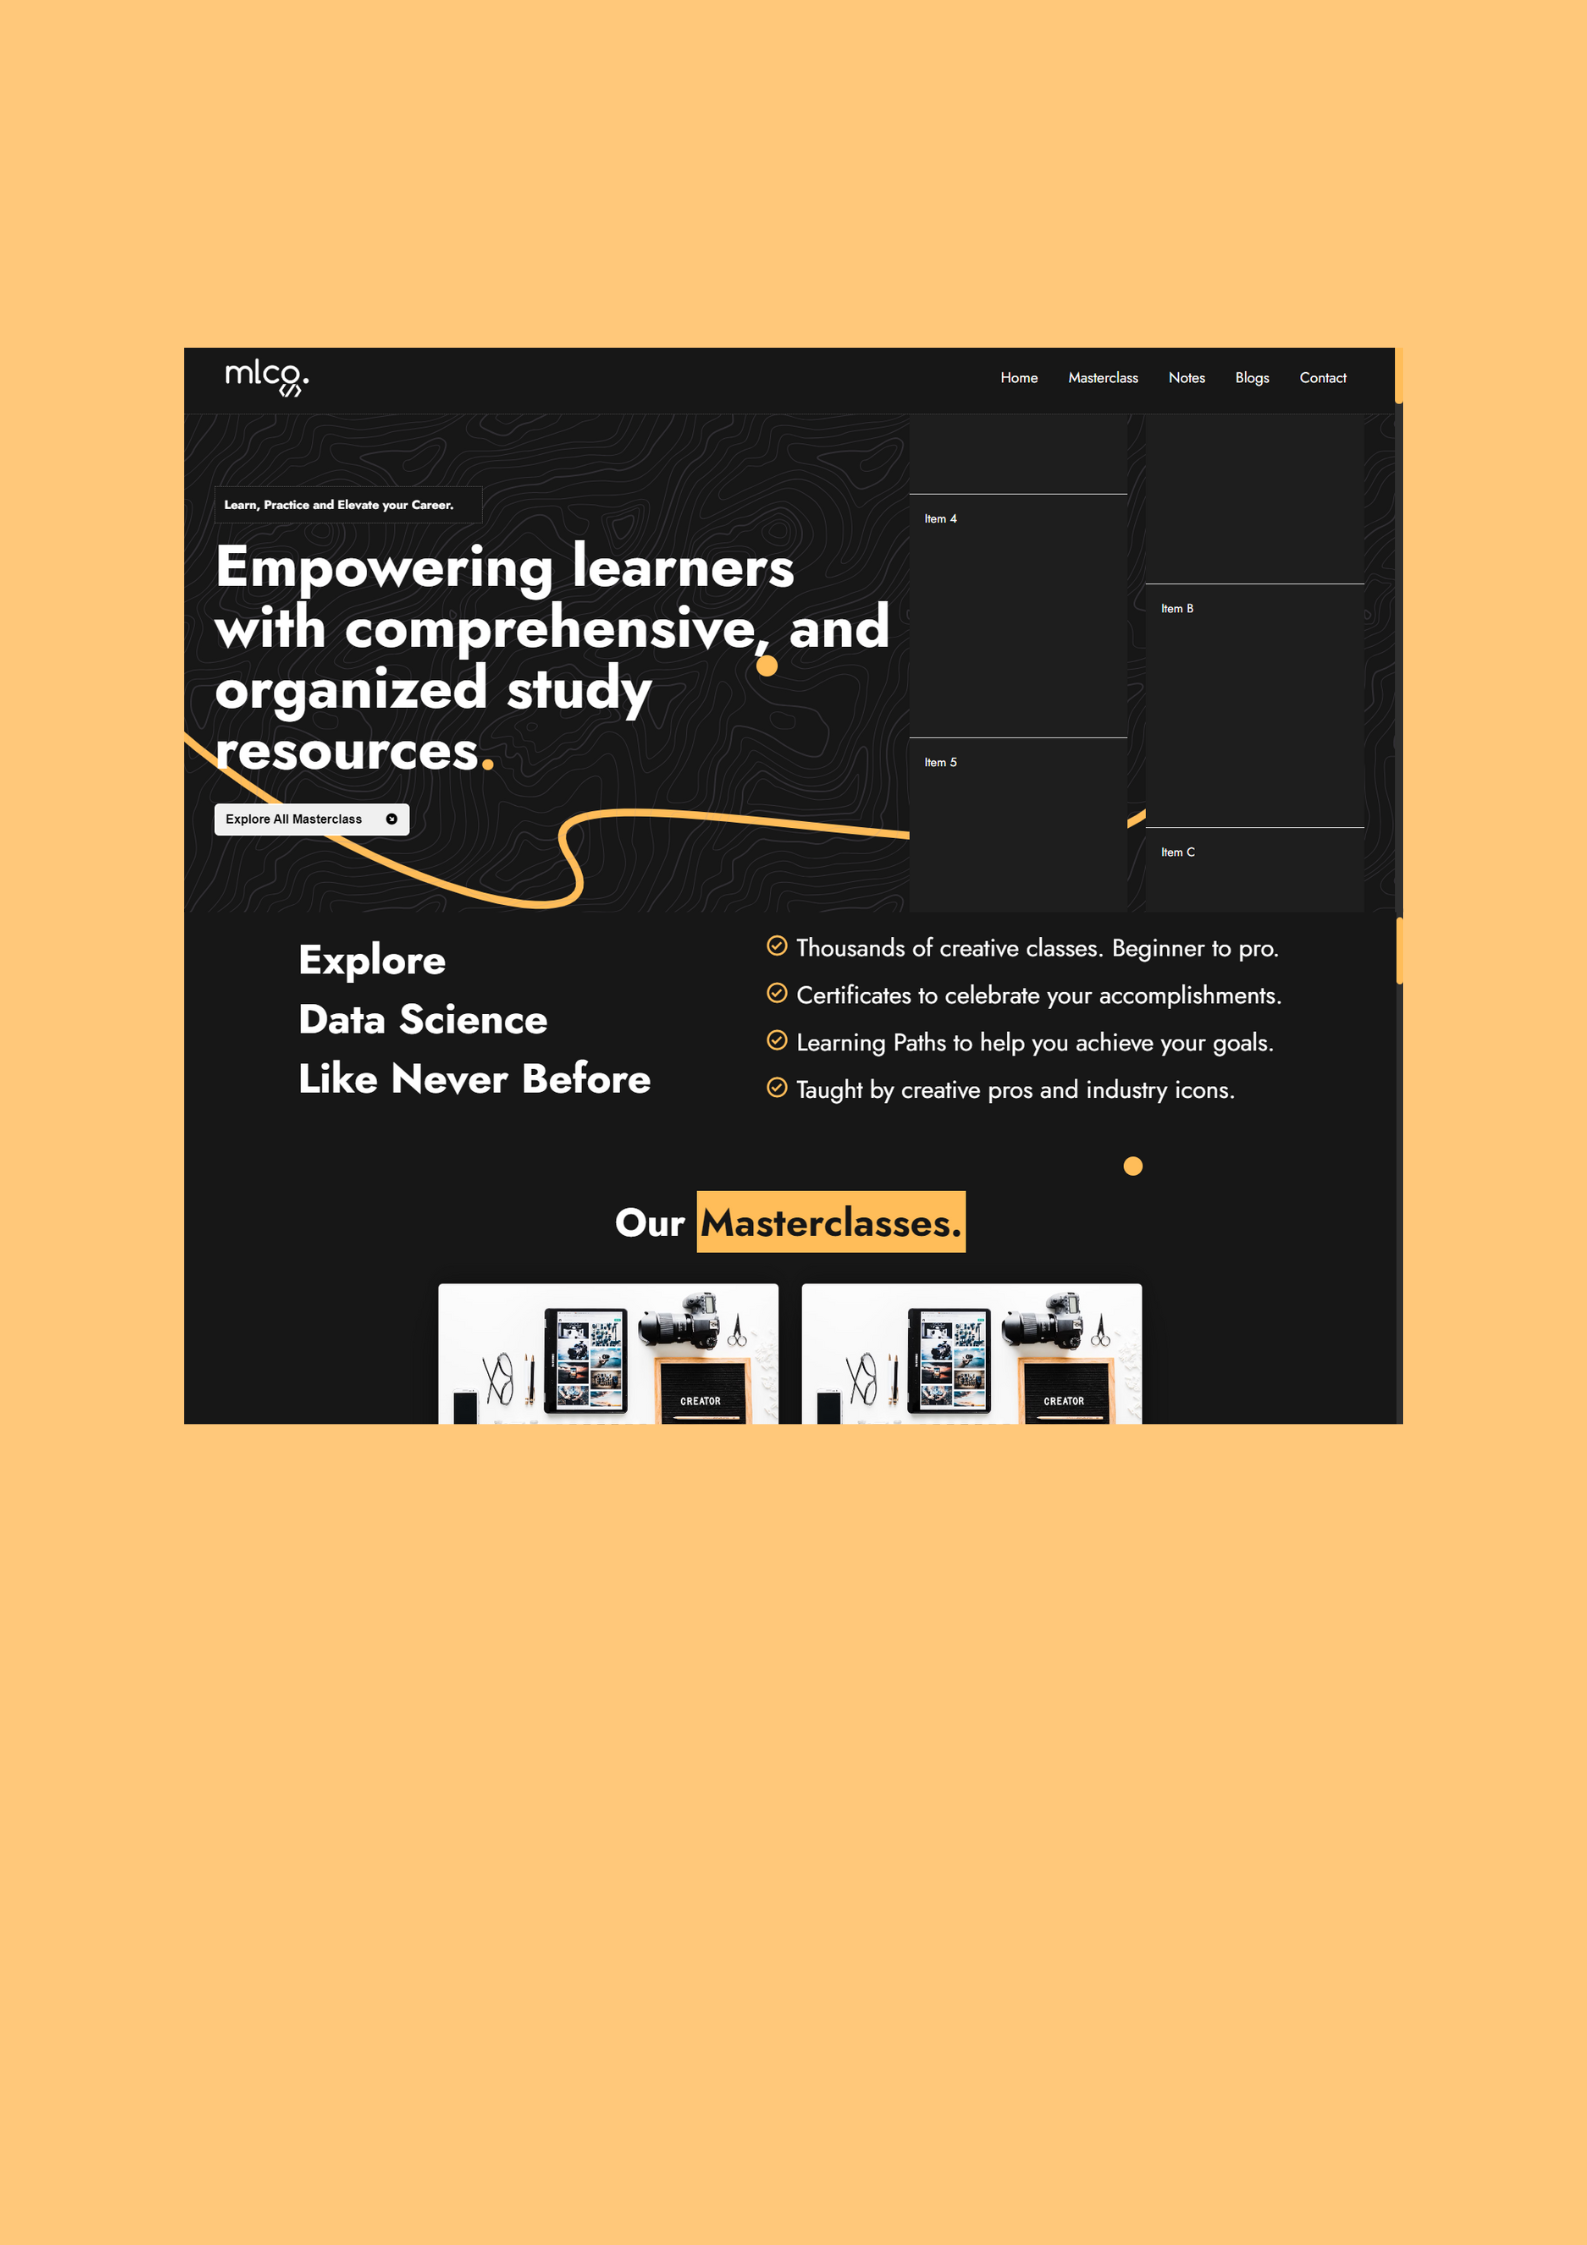 mlco.
Home Masterclass Notes Blogs Contact
Learn, Practice and Elevate your Career.
Empowering learners
with comprehensive, and
organized study
resources.
Explore All Masterclass
Item 4
Item 5
Item B
Item C
Explore
Data Science
Like Never Before
Thousands of creative classes. Beginner to pro.
Certificates to celebrate your accomplishments.
Learning Paths to help you achieve your goals.
Taught by creative pros and industry icons.
Our Masterclasses.
CREATOR
CREATOR